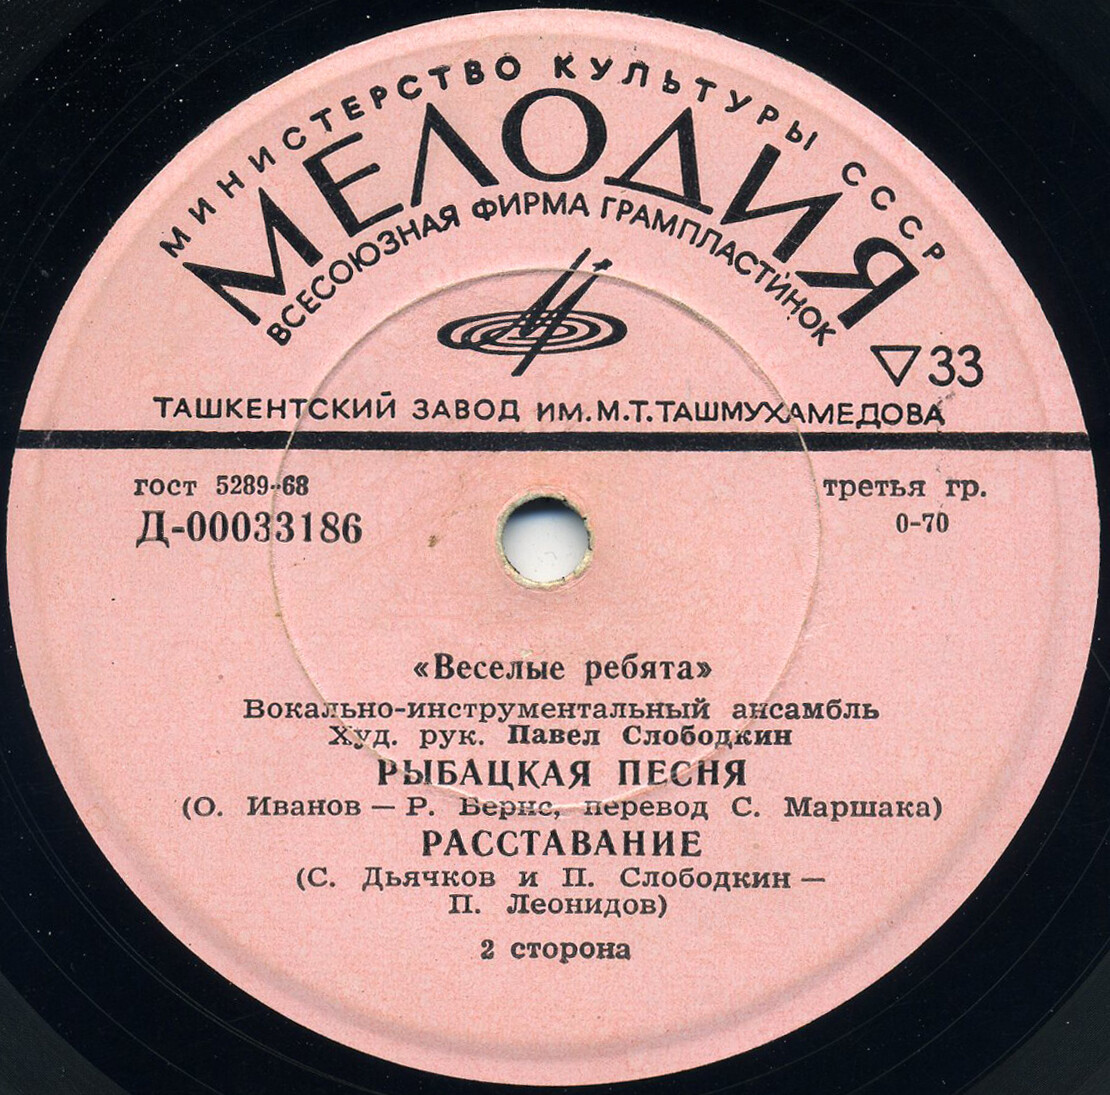 МИНИСТЕРСТВО КУЛЬТУРЫ СССР
МЕЛОДИЯ
ВСЕСОЮЗНАЯ ФИРМА ГРАМПЛАСТИНОК
33
ТАШКЕНТСКИЙ ЗАВОД ИМ. М.Т. ТАШМУХАМЕДОВА
гост 5289-68
третья гр.
Д-00033186
0-70
«Веселые ребята»
Вокально-инструментальный ансамбль
Худ. рук. Павел Слободкин
РЫБАЦКАЯ ПЕСНЯ
(О. Иванов — Р. Бернс, перевод С. Маршака)
РАССТАВАНИЕ
(С. Дьячков и П. Слободкин —
П. Леонидов)
2 сторона